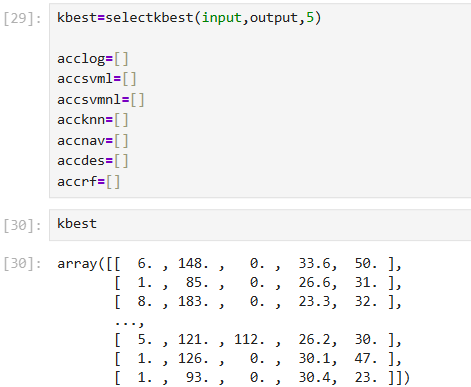 [29]: kbest=selectkbest(input,output,5)
acclog=[]
accsvml=[]
accsvmnl=[]
accknn=[]
accnav=[]
accdes=[]
accrf=[]
[30]: kbest
[30]: array([[  6. , 148. ,   0. ,  33.6,  50. ],
[  1. ,  85. ,   0. ,  26.6,  31. ],
[  8. , 183. ,   0. ,  23.3,  32. ],
...,
[  5. , 121. , 112. ,  26.2,  30. ],
[  1. , 126. ,   0. ,  30.1,  47. ],
[  1. ,  93. ,   0. ,  30.4,  23. ]])